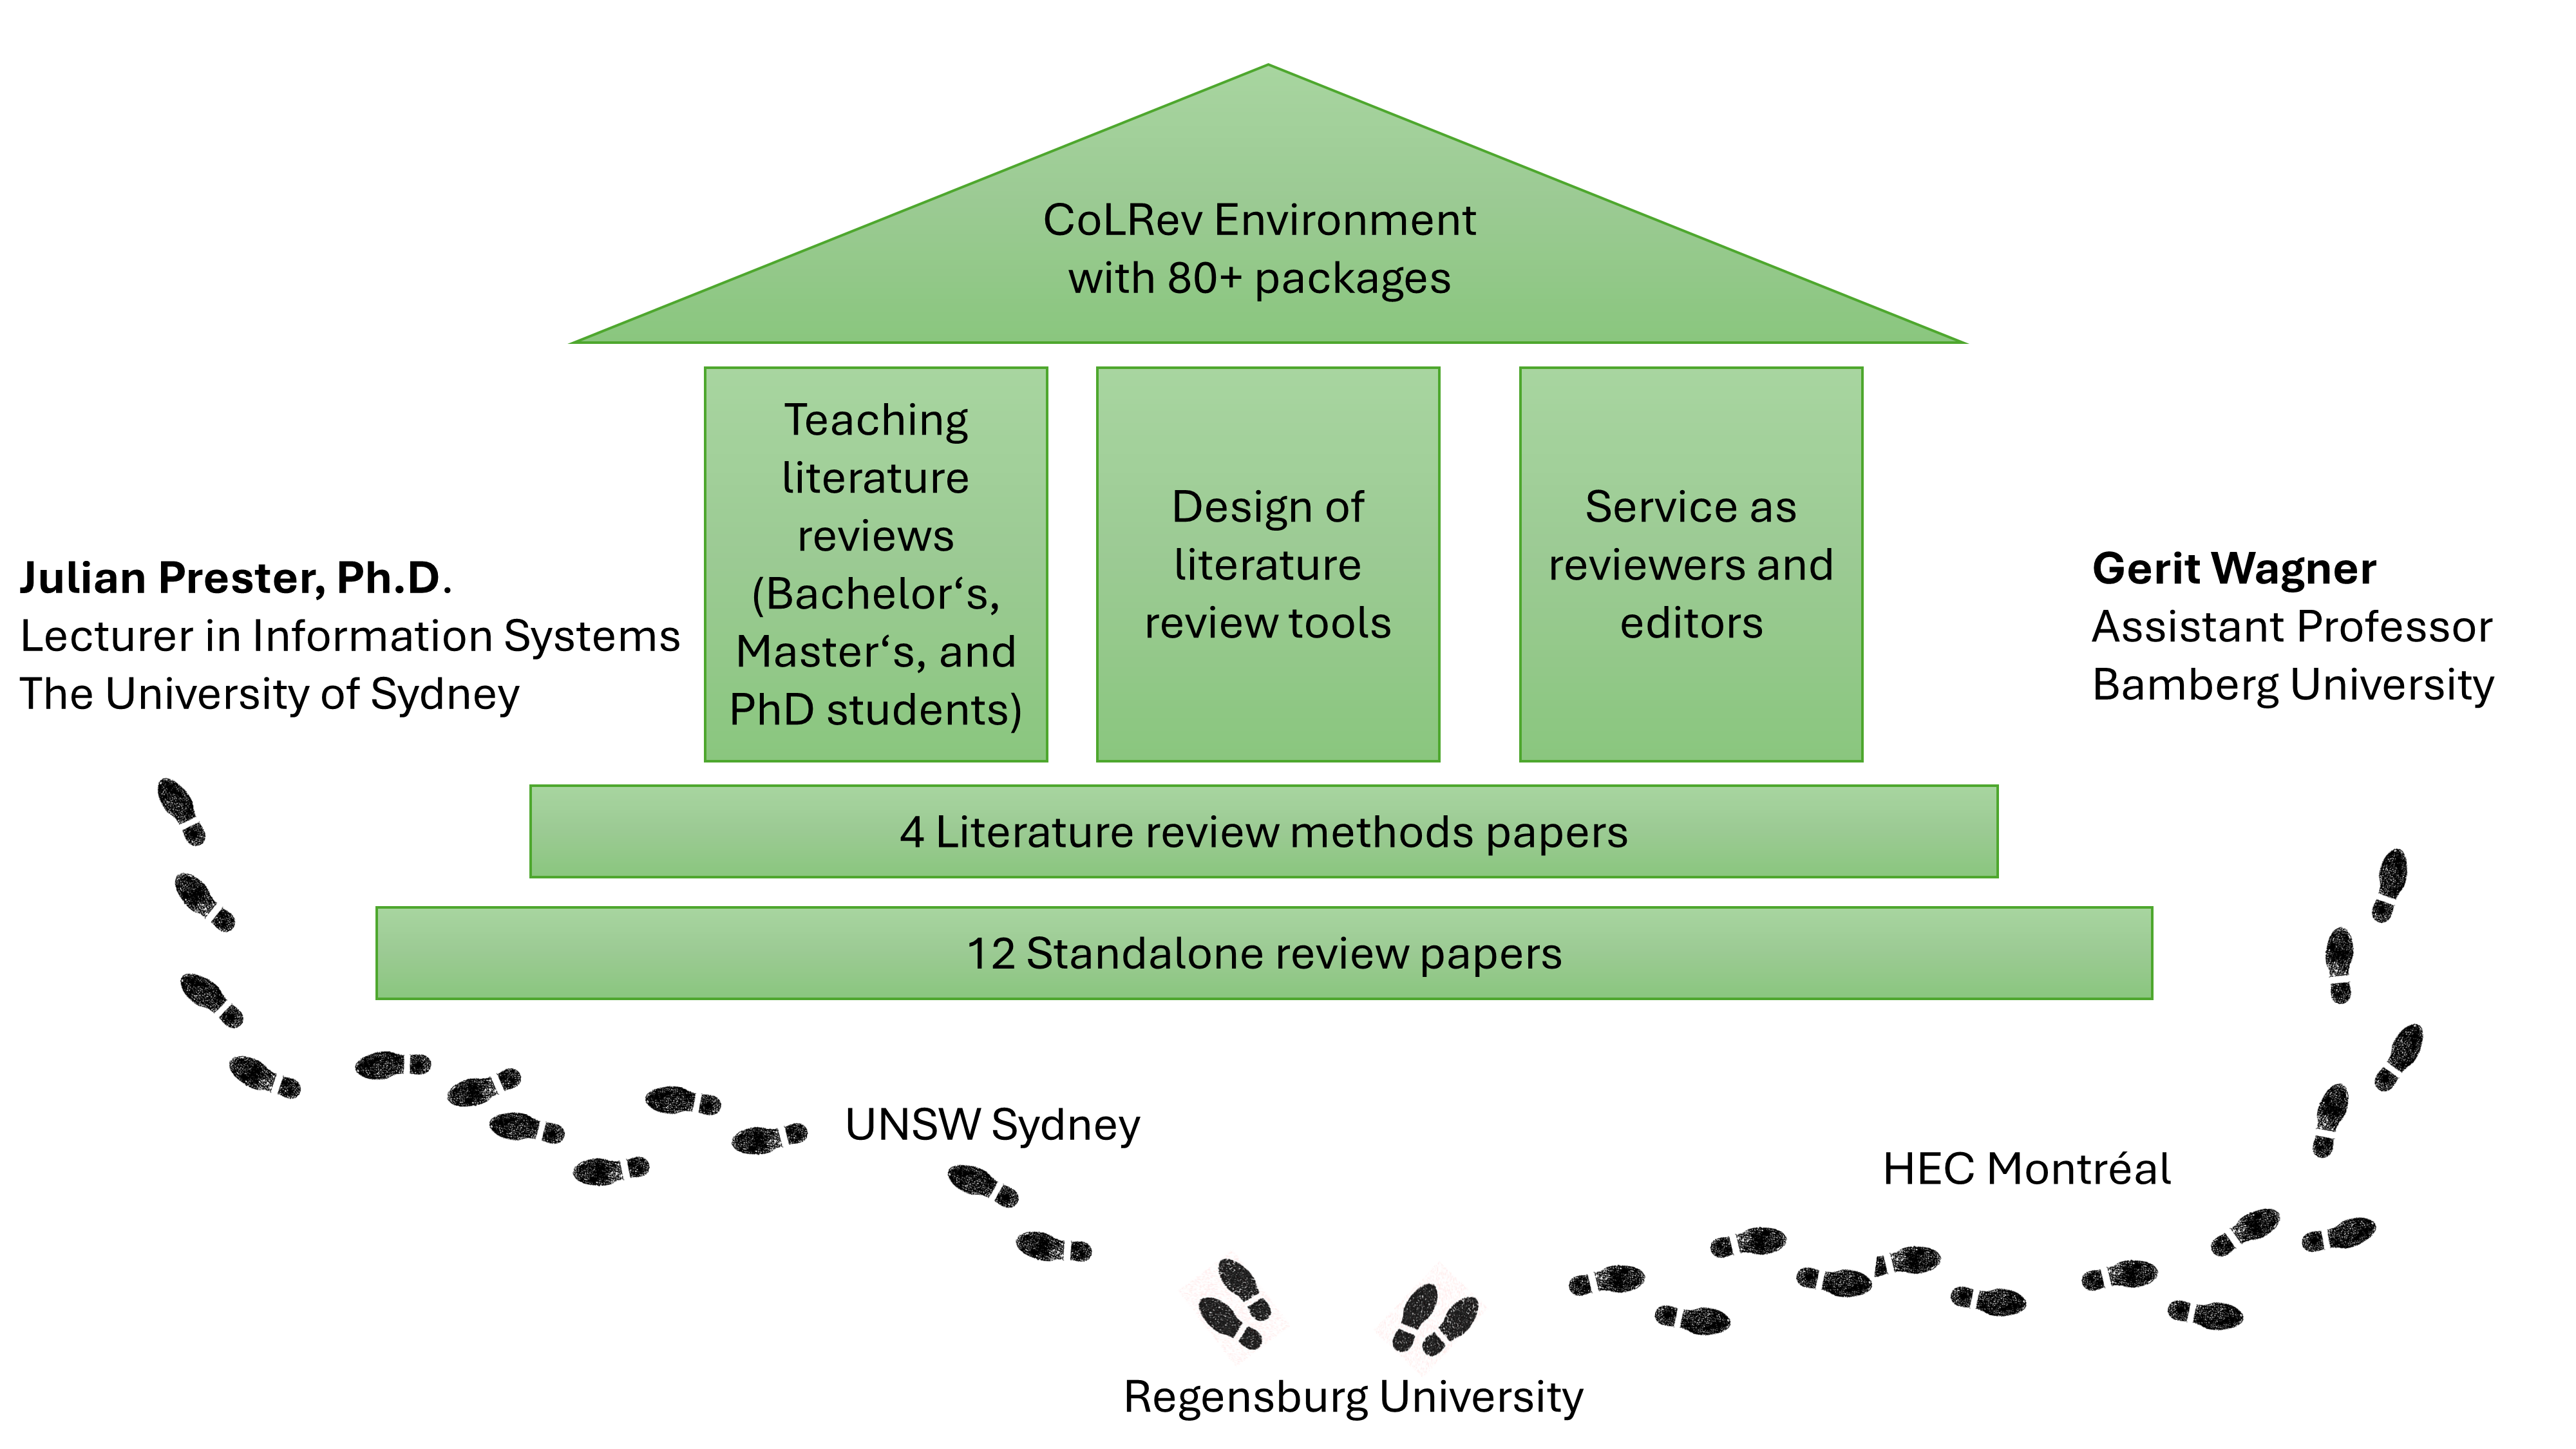 CoLRev Environment
with 80+ packages
Teaching
literature
reviews
(Bachelor‘s,
Master‘s, and
PhD students)
Design of
literature
review tools
Service as
reviewers and
editors
Julian Prester, Ph.D.
Lecturer in Information Systems
The University of Sydney
Gerit Wagner
Assistant Professor
Bamberg University
4 Literature review methods papers
12 Standalone review papers
UNSW Sydney
HEC Montréal
Regensburg University